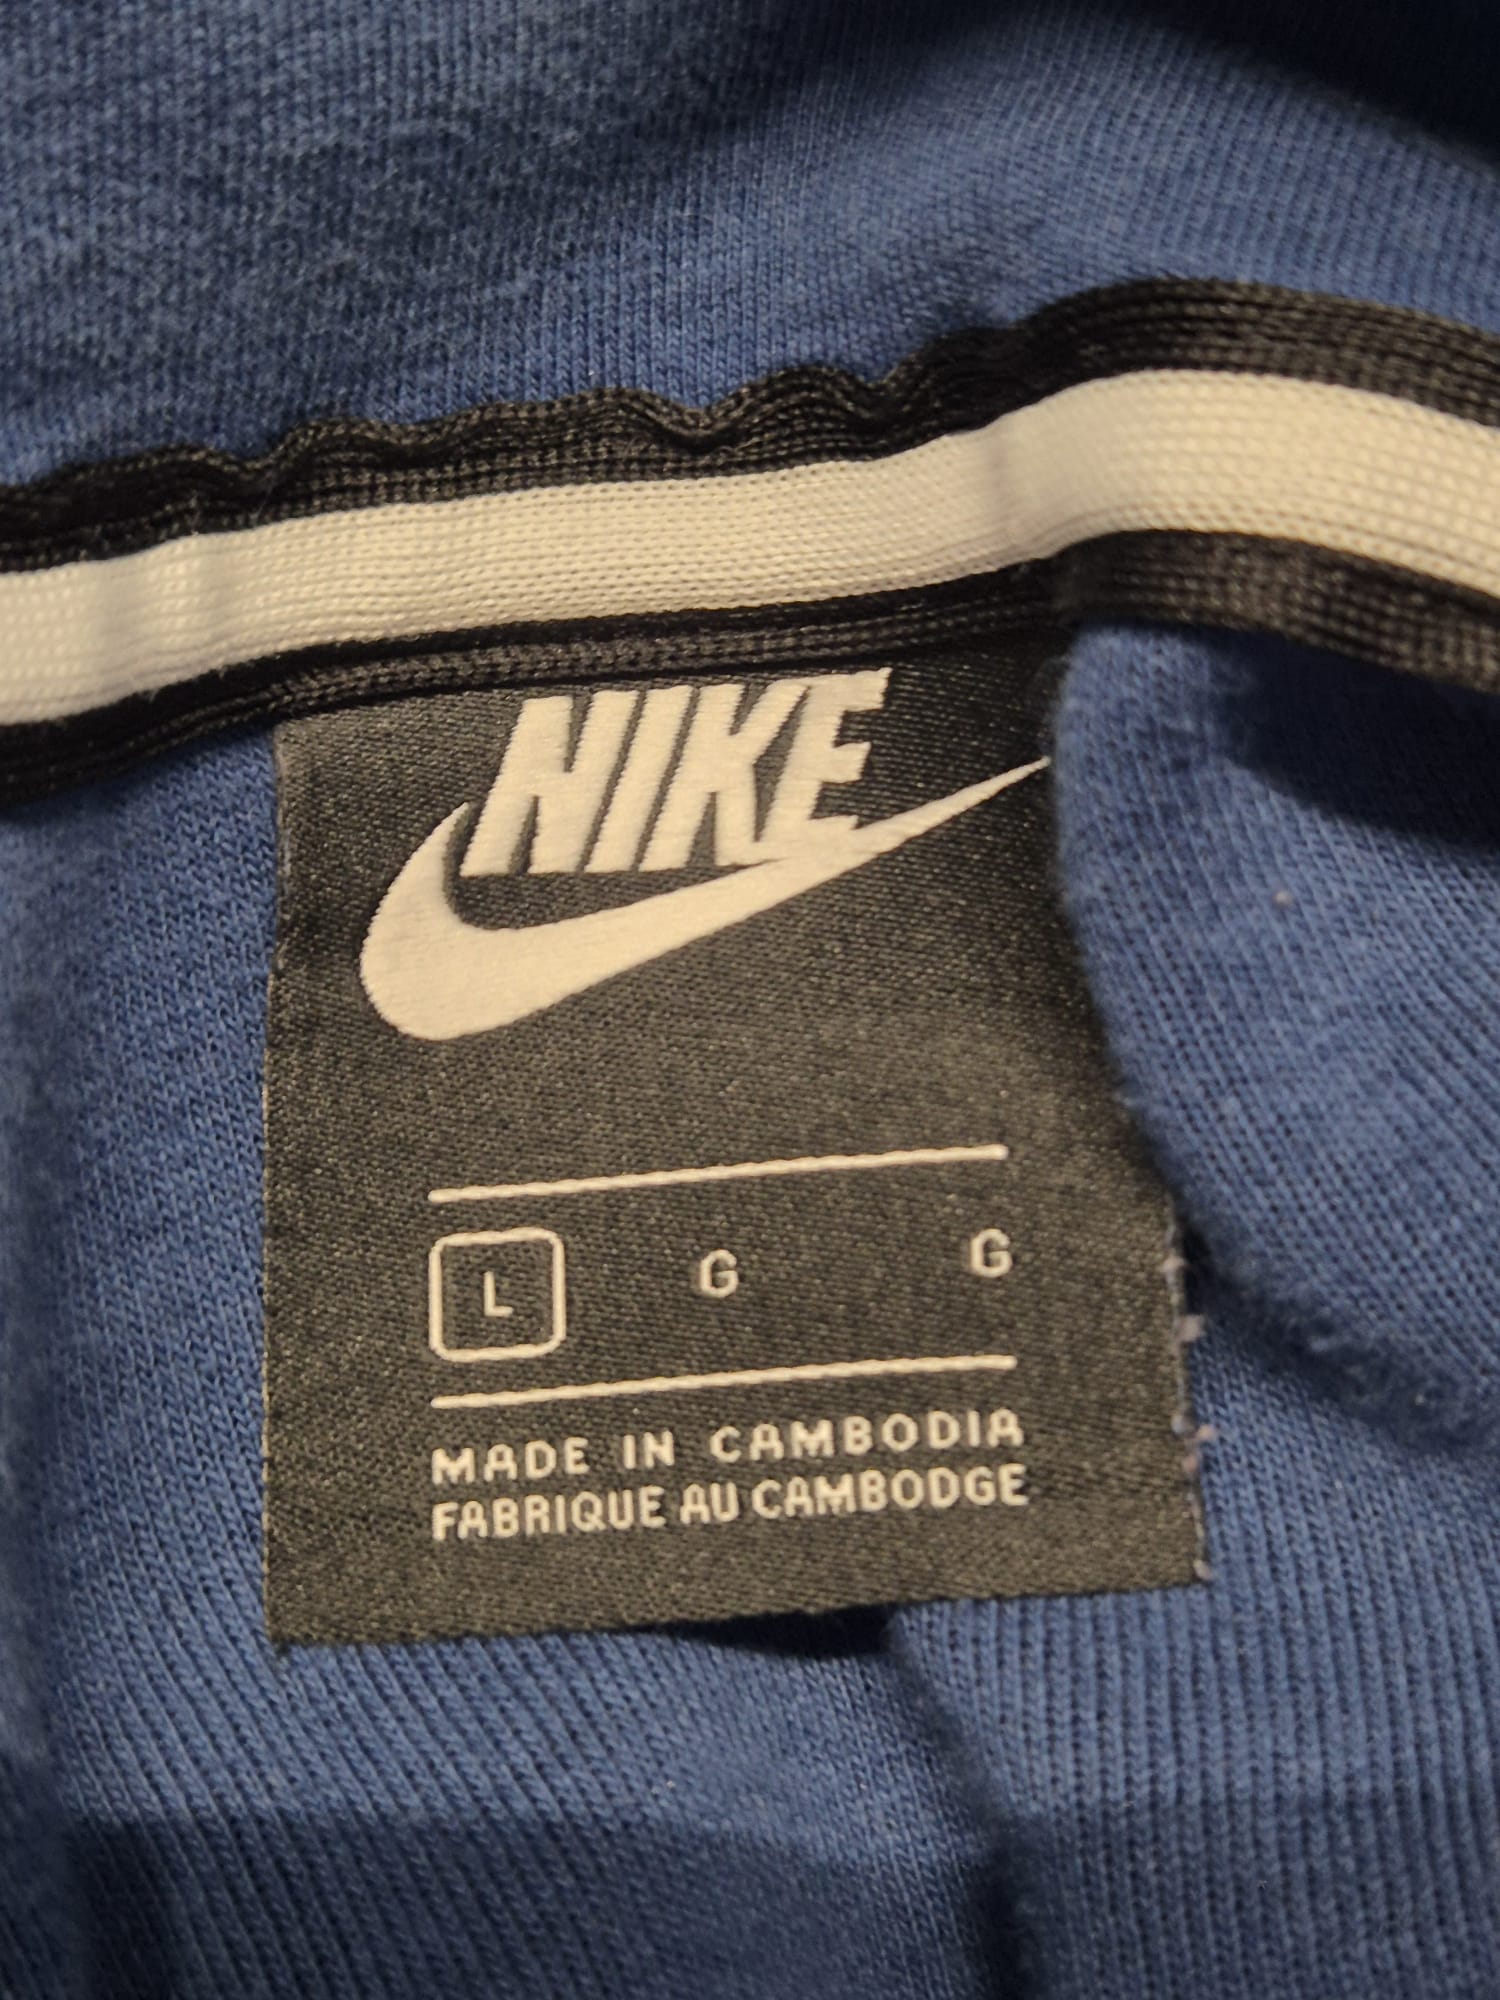 NIKE
L G G
MADE IN CAMBODIA
FABRIQUE AU CAMBODGE